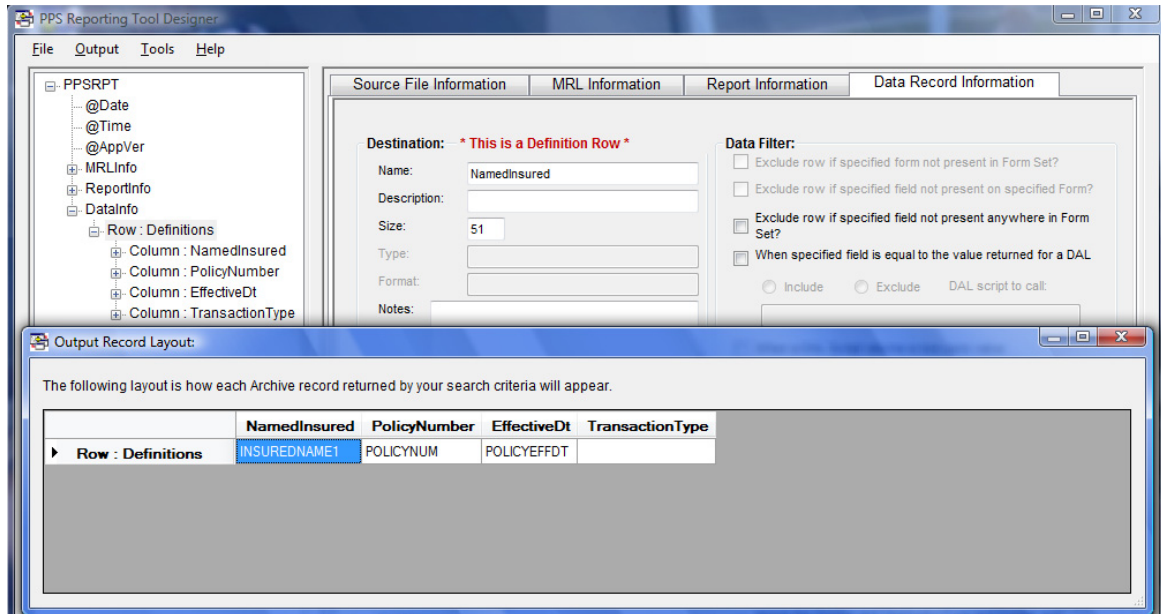 PPS Reporting Tool Designer
File Output Tools Help
PPSRPT
@Date
@Time
@AppVer
MRLInfo
ReportInfo
DataInfo
Row : Definitions
Column : NamedInsured
Column : PolicyNumber
Column : EffectiveDt
Column : TransactionType
Source File Information MRL Information Report Information Data Record Information
Destination: * This is a Definition Row *
Name: NamedInsured
Description:
Size: 51
Type:
Format:
Notes:
Data Filter:
Exclude row if specified form not present in Form Set?
Exclude row if specified field not present on specified Form?
Exclude row if specified field not present anywhere in Form
Set?
When specified field is equal to the value returned for a DAL
Include Exclude DAL script to call:
Output Record Layout:
The following layout is how each Archive record returned by your search criteria will appear.
NamedInsured PolicyNumber EffectiveDt TransactionType
Row : Definitions INSUREDNAME1 POLICYNUM POLICYEFFDT